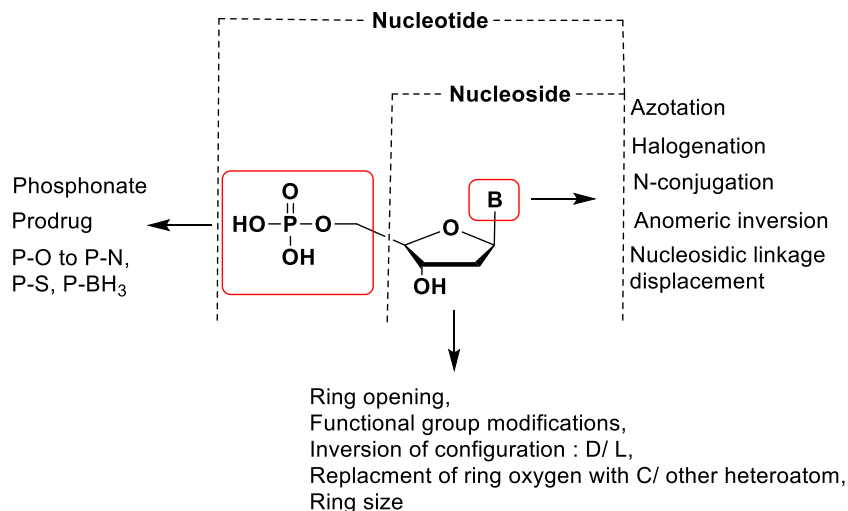 Nucleotide
Nucleoside
Azotation
Halogenation
N-conjugation
Anomeric inversion
Nucleosidic linkage
displacement
Phosphonate
Prodrug
P-O to P-N,
P-S, P-BH₃
O
HO-P-O
OH
O
B
OH
Ring opening,
Functional group modifications,
Inversion of configuration : D/ L,
Replacment of ring oxygen with C/ other heteroatom,
Ring size